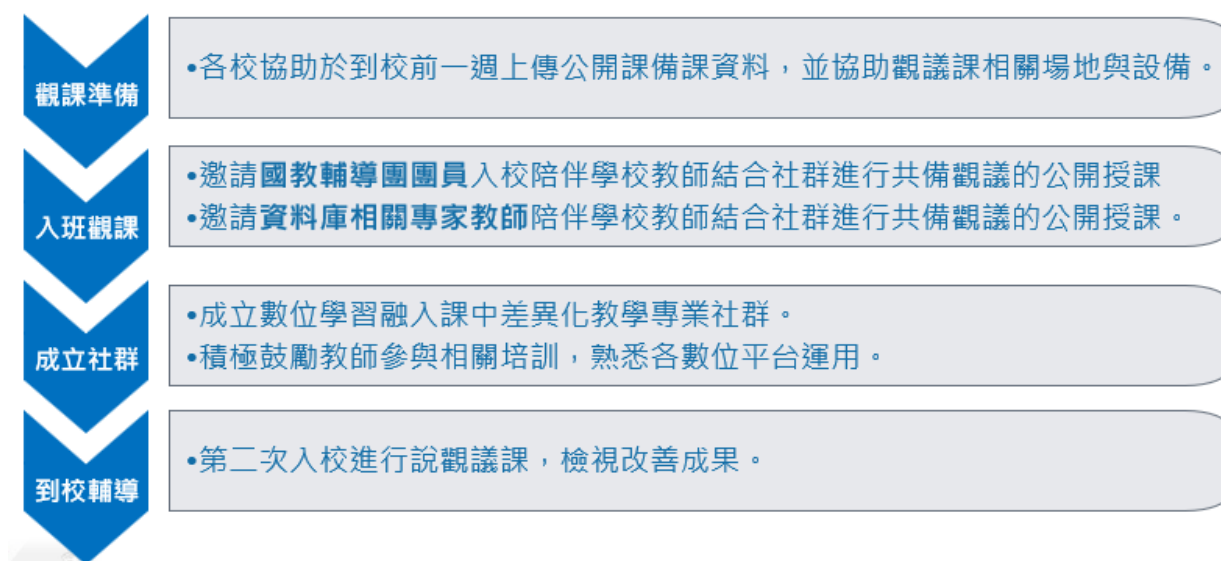 觀課準備
•各校協助於到校前一週上傳公開課備課資料，並協助觀議課相關場地與設備。
入班觀課
•邀請國教輔導團團員入校陪伴學校教師結合社群進行共備觀議的公開授課
•邀請資料庫相關專家教師陪伴學校教師結合社群進行共備觀議的公開授課。
成立社群
•成立數位學習融入課中差異化教學專業社群。
•積極鼓勵教師參與相關培訓，熟悉各數位平台運用。
到校輔導
•第二次入校進行說觀議課，檢視改善成果。